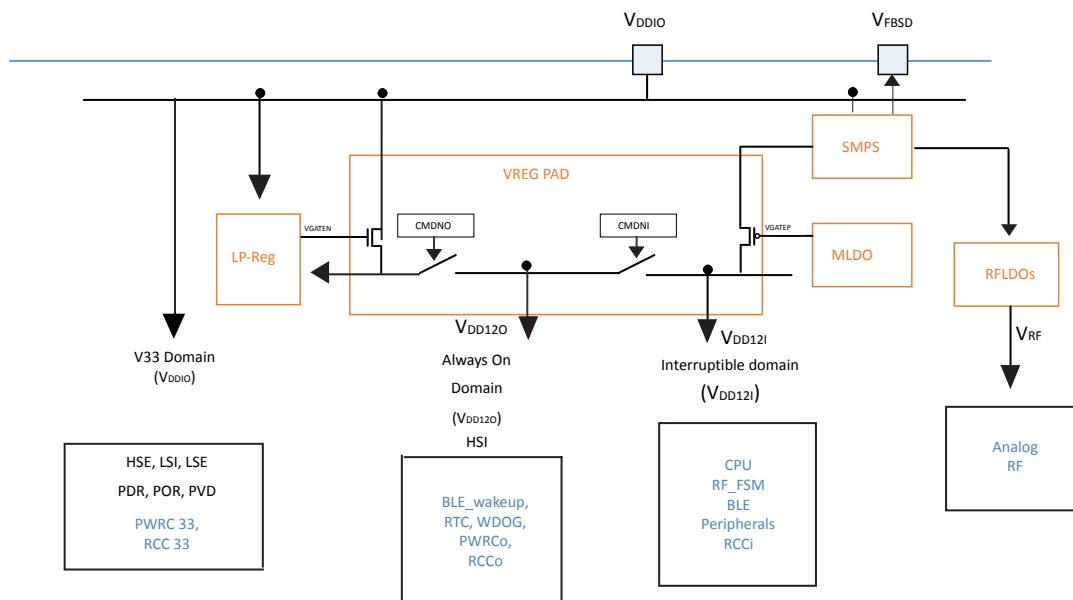 VDDIO
VFBSD
SMPS
VREG PAD
VGATEN
CMDNO
CMDNI
VGATEP
LP-Reg
MLDO
RFLDOs
VDD12O
VDD12I
VRF
V33 Domain
(VDDIO)
Always On
Domain
(VDD12O)
HSI
Interruptible domain
(VDD12I)
HSE, LSI, LSE
PDR, POR, PVD
PWRC 33,
RCC 33
BLE_wakeup,
RTC, WDOG,
PWRCo,
RCCo
CPU
RF_FSM
BLE
Peripherals
RCCi
Analog
RF